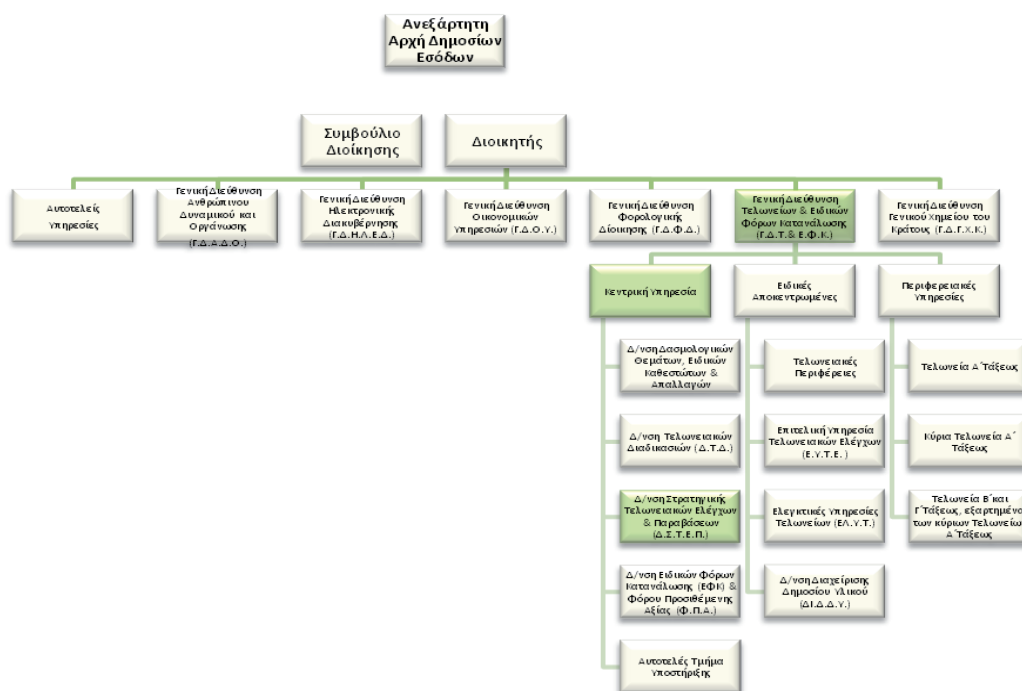 Ανεξάρτητη
Αρχή Δημοσίων
Εσόδων
Συμβούλιο
Διοίκησης
Διοικητής
Αυτοτελείς
Υπηρεσίες
Γενική Διεύθυνση
Ανθρώπινου
Δυναμικού και
Οργάνωσης
(Γ.Δ.Α.Δ.Ο.)
Γενική Διεύθυνση
Ηλεκτρονικής
Διακυβέρνησης
(Γ.Δ.Η.Λ.Ε.Δ.)
Γενική Διεύθυνση
Οικονομικών
Υπηρεσιών (Γ.Δ.Ο.Υ.)
Γενική Διεύθυνση
Φορολογικής
Διοίκησης (Γ.Δ.Φ.Δ.)
Γενική Διεύθυνση
Τελωνείων & Ειδικών
Φόρων Κατανάλωσης
(Γ.Δ.Τ.& Ε.Φ.Κ.)
Γενική Διεύθυνση
Γενικού Χημείου του
Κράτους (Γ.Δ.Γ.Χ.Κ.)
Κεντρική Υπηρεσία
Ειδικές
Αποκεντρωμένες
Περιφερειακές
Υπηρεσίες
Δ/νση Δασμολογικών
Θεμάτων, Ειδικών
Καθεστώτων &
Απαλλαγών
Τελωνειακές
Περιφέρειες
Τελωνεία Α΄Τάξεως
Δ/νση Τελωνειακών
Διαδικασιών (Δ.Τ.Δ.)
Επιτελική Υπηρεσία
Τελωνειακών Ελέγχων
(Ε.Υ.Τ.Ε.)
Κύρια Τελωνεία Α΄
Τάξεως
Δ/νση Στρατηγικής
Τελωνειακών Ελέγχων
& Παραβάσεων
(Δ.Σ.Τ.Ε.Π.)
Ελεγκτικές Υπηρεσίες
Τελωνείων (ΕΛ.Υ.Τ.)
Τελωνεία Β΄και
Γ΄Τάξεως, εξαρτημένα
των κύριων Τελωνείων
Α΄Τάξεως
Δ/νση Ειδικών Φόρων
Κατανάλωσης (ΕΦΚ) &
Φόρου Προσιθέμενης
Αξίας (Φ.Π.Α.)
Δ/νση Διαχείρισης
Δημοσίου Υλικού
(ΔΙ.Δ.Δ.Υ.)
Αυτοτελές Τμήμα
Υποστήριξης